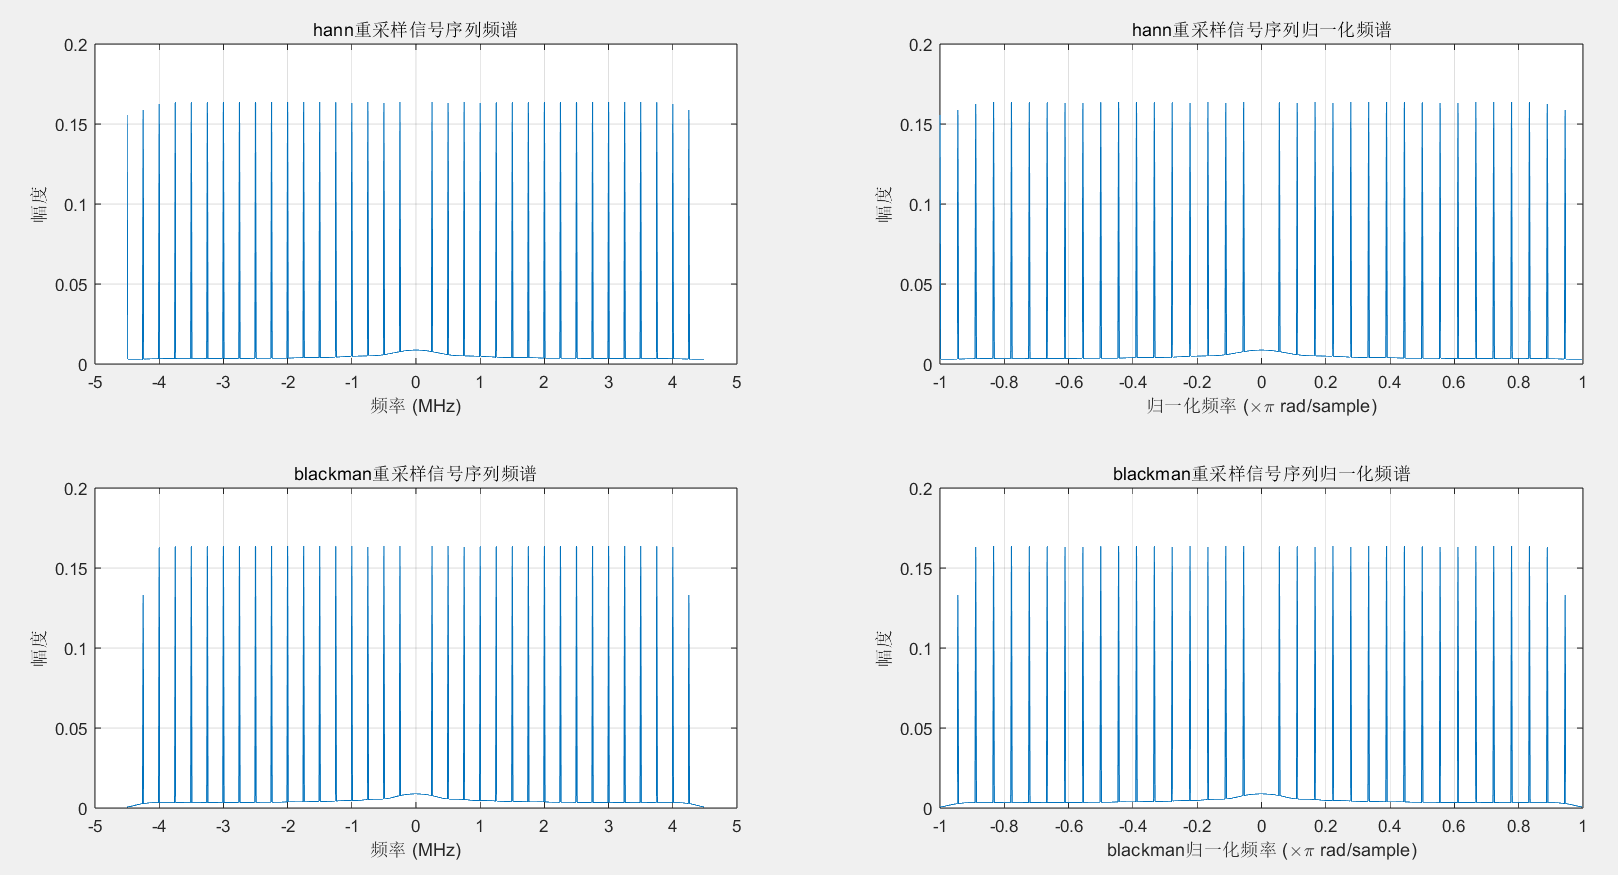 hann重采样信号序列频谱
0.2
0.15
0.1
0.05
0
幅度
-5 -4 -3 -2 -1 0 1 2 3 4 5
频率 (MHz)
hann重采样信号序列归一化频谱
0.2
0.15
0.1
0.05
0
幅度
-1 -0.8 -0.6 -0.4 -0.2 0 0.2 0.4 0.6 0.8 1
归一化频率 (×π rad/sample)
blackman重采样信号序列频谱
0.2
0.15
0.1
0.05
0
幅度
-5 -4 -3 -2 -1 0 1 2 3 4 5
频率 (MHz)
blackman重采样信号序列归一化频谱
0.2
0.15
0.1
0.05
0
幅度
-1 -0.8 -0.6 -0.4 -0.2 0 0.2 0.4 0.6 0.8 1
blackman归一化频率 (×π rad/sample)